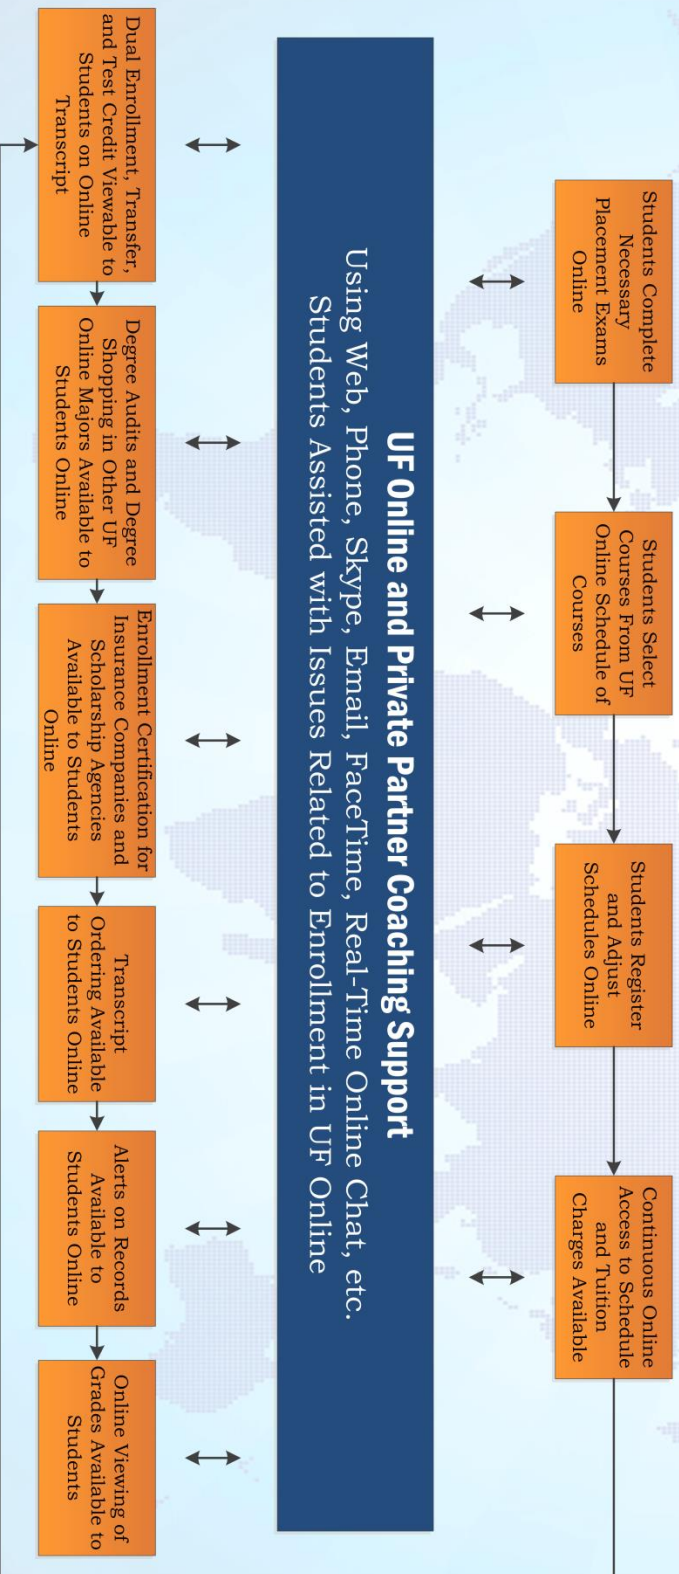 Students Complete
Necessary
Placement Exams
Online
Students Select
Courses From UF
Online Schedule of
Courses
Students Register
and Adjust
Schedules Online
Continuous Online
Access to Schedule
and Tuition
Charges Available
UF Online and Private Partner Coaching Support
Using Web, Phone, Skype, Email, FaceTime, Real-Time Online Chat, etc.
Students Assisted with Issues Related to Enrollment in UF Online
Dual Enrollment, Transfer,
and Test Credit Viewable to
Students on Online
Transcript
Degree Audits and Degree
Shopping in Other UF
Online Majors Available to
Students Online
Enrollment Certification for
Insurance Companies and
Scholarship Agencies
Available to Students
Online
Transcript
Ordering Available
to Students Online
Alerts on Records
Available to
Students Online
Online Viewing of
Grades Available to
Students